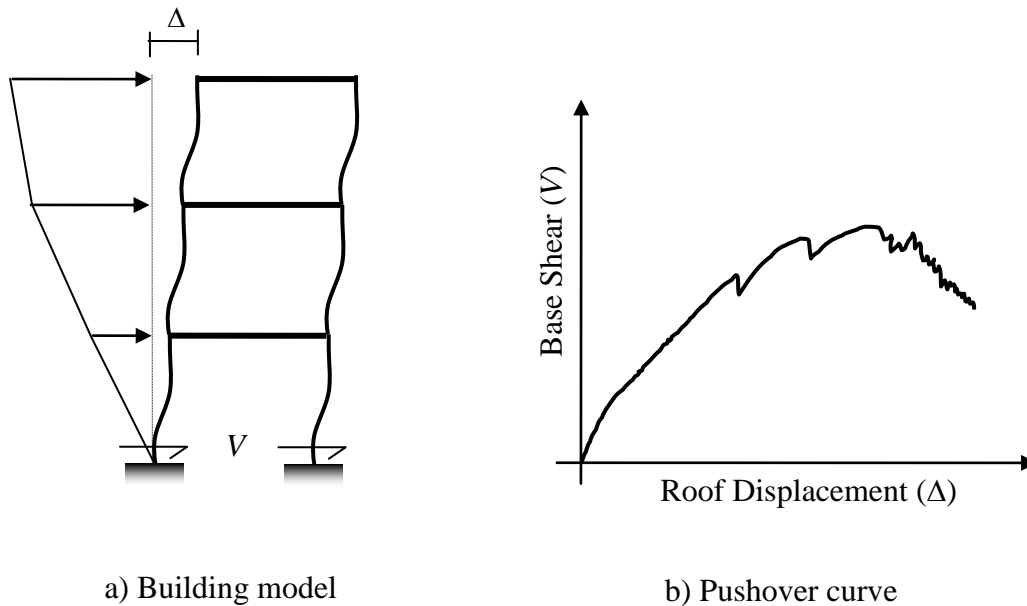 Δ
V
Base Shear (V)
Roof Displacement (Δ)
a) Building model
b) Pushover curve